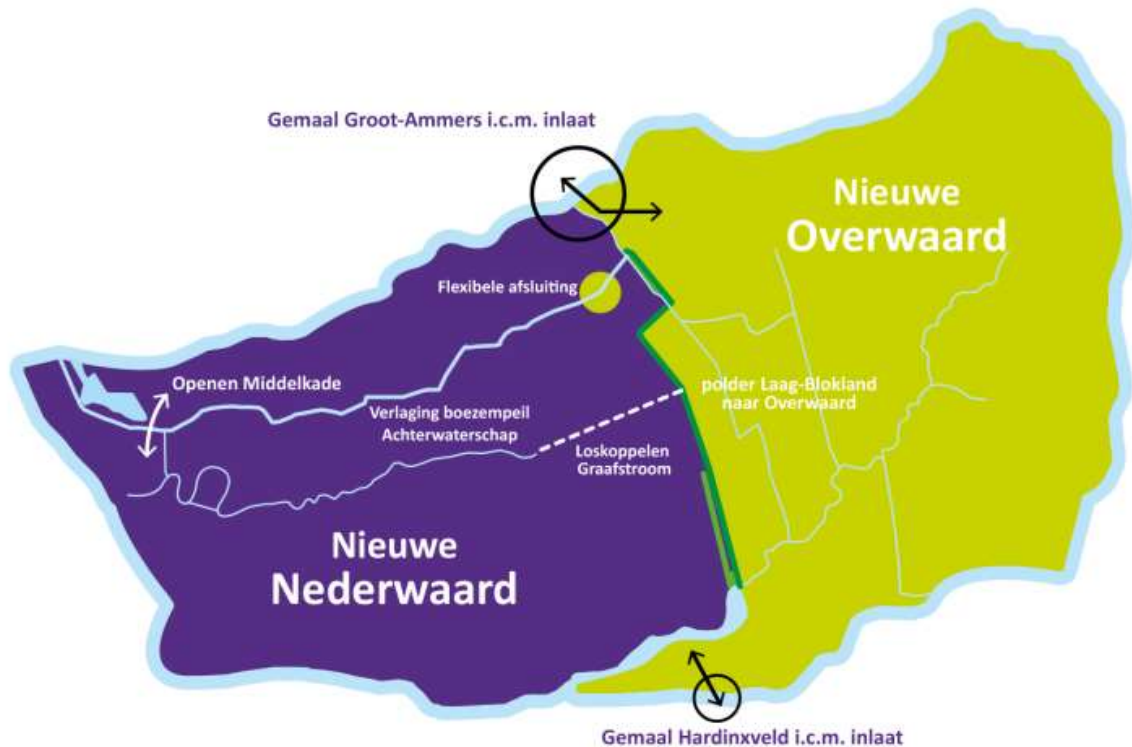 Gemaal Groot-Ammers i.c.m. inlaat
Nieuwe
Overwaard
Flexibele afsluiting
Openen Middelkade
Verlaging boezempeil
Achterwaterschap
polder Laag-Blokland
naar Overwaard
Loskoppelen
Graafstroom
Nieuwe
Nederwaard
Gemaal Hardinxveld i.c.m. inlaat